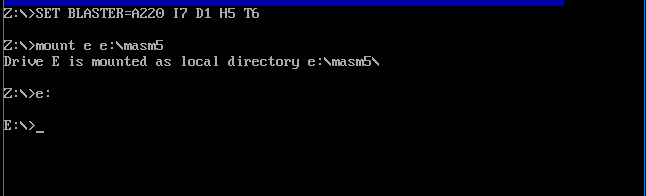 Z:\>SET BLASTER=A220 I7 D1 H5 T6
Z:\>mount e e:\masm5
Drive E is mounted as local directory e:\masm5\
Z:\>e:
E:\>_